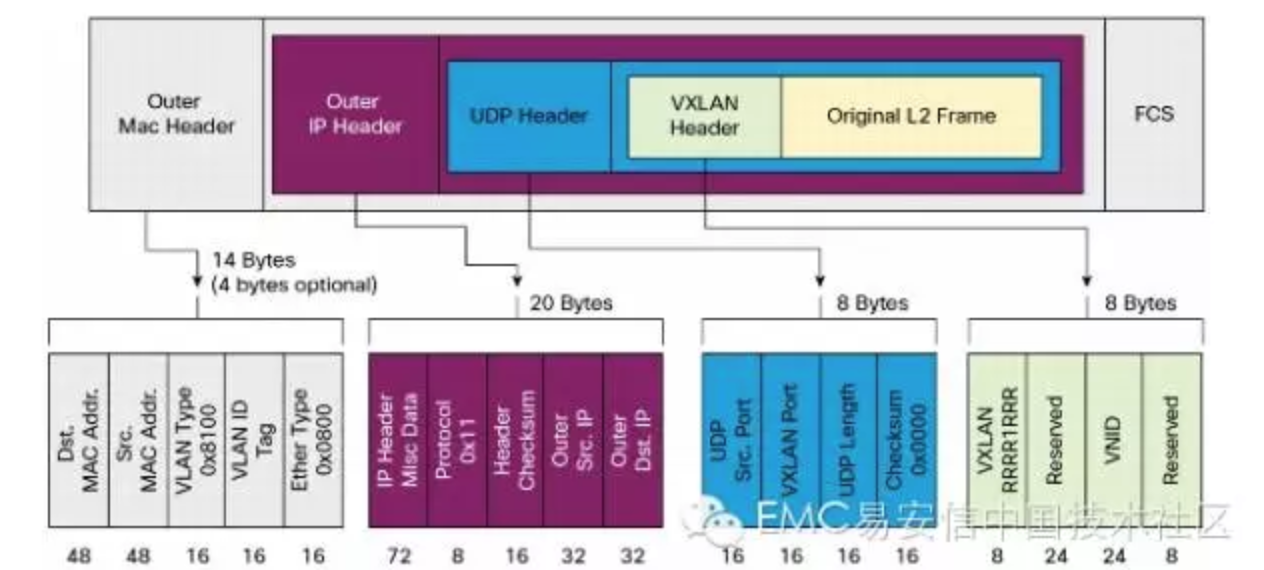 Outer
Mac Header
Outer
IP Header
UDP Header
VXLAN
Header
Original L2 Frame
FCS
14 Bytes
(4 bytes optional)
20 Bytes
8 Bytes
8 Bytes
Dst.
MAC Addr.
Src.
MAC Addr.
VLAN Type
0x8100
VLAN ID
Tag
Ether Type
0x0800
IP Header
Misc Data
Protocol
0x11
Header
Checksum
Outer
Src. IP
Outer
Dst. IP
UDP
Src. Port
VXLAN Port
UDP Length
Checksum
0x0000
VXLAN
RRRR1RRR
Reserved
VNID
Reserved
EMC易安信中国技术社区
48 48 16 16 16 72 8 16 32 32 16 16 16 16 8 24 24 8